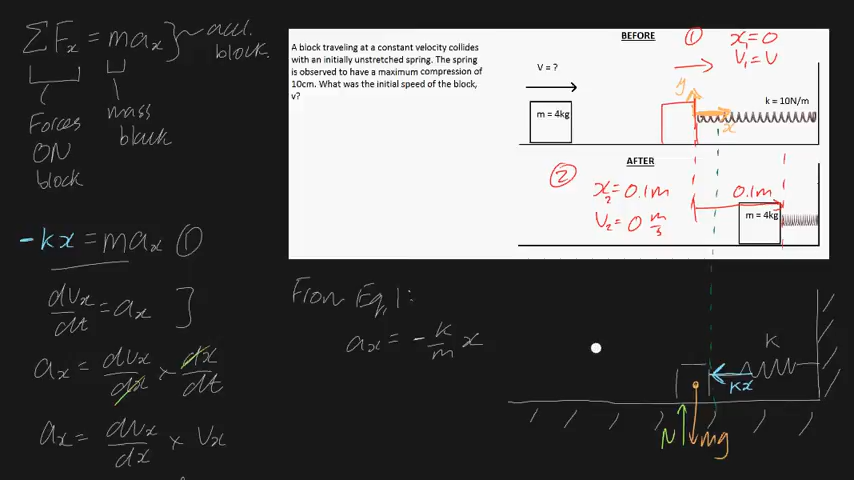 ΣFx = max } ~ accl. block.
Forces ON block
mass block
-kx = max ①
dVx/dt = ax ]
ax = dVx/dx × dx/dt
ax = dVx/dx × Vx
A block traveling at a constant velocity collides
with an initially unstretched spring. The spring
is observed to have a maximum compression of
10cm. What was the initial speed of the block,
v?
BEFORE
① x₁=0
V₁=V
V = ?
y
x
k = 10N/m
m = 4kg
AFTER
② x₂=0.1m
V₂=0 m/s
0.1m
m = 4kg
From Eq,1:
ax = -k/m x
K
kx
N
mg